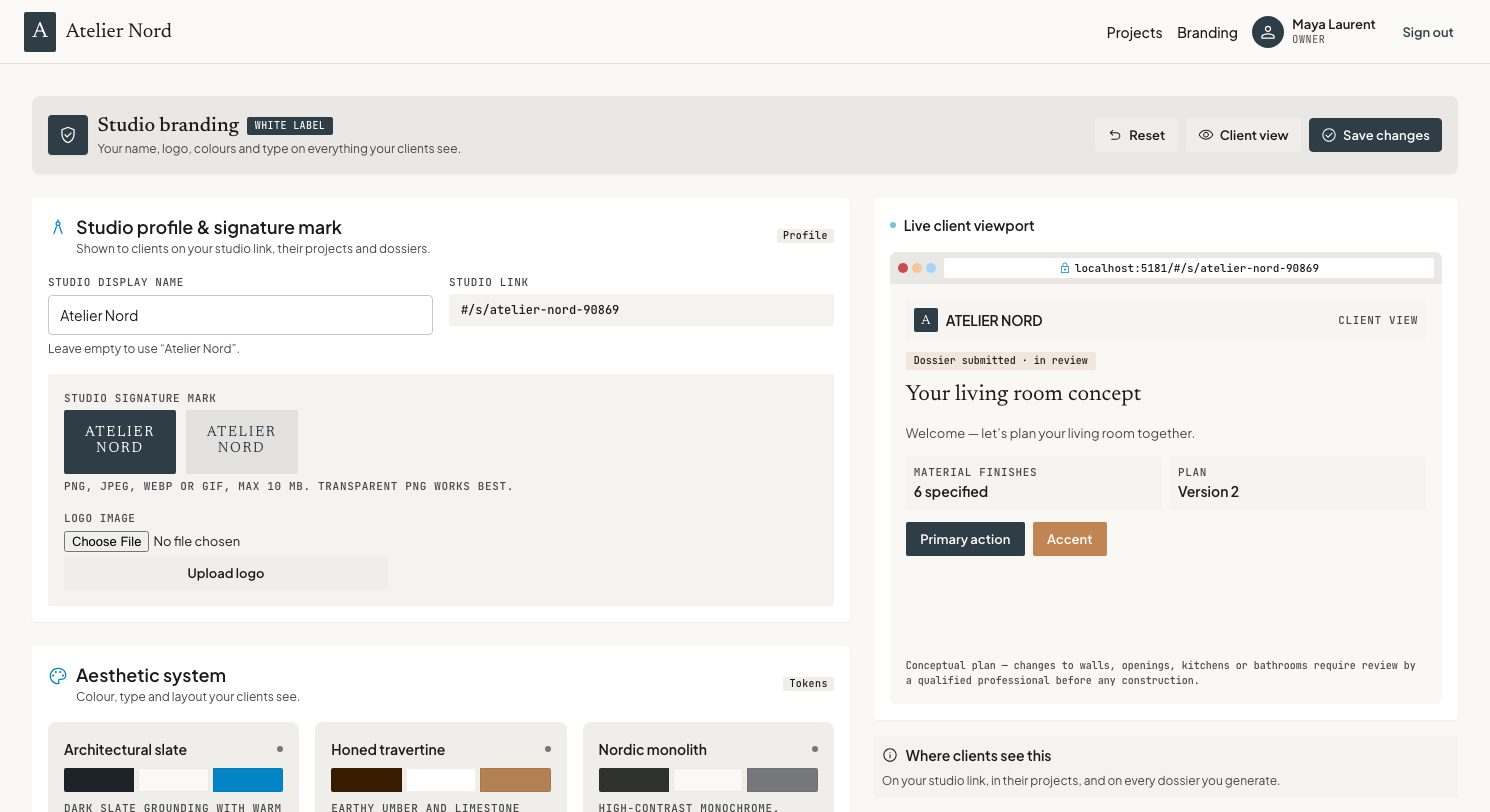 A Atelier Nord
Projects Branding Maya Laurent Sign out
OWNER
Studio branding WHITE LABEL
Your name, logo, colours and type on everything your clients see.
Reset Client view Save changes
Studio profile & signature mark
Shown to clients on your studio link, their projects and dossiers.
Profile
STUDIO DISPLAY NAME
Atelier Nord
Leave empty to use “Atelier Nord”.
STUDIO LINK
#/s/atelier-nord-90869
STUDIO SIGNATURE MARK
ATELIER
NORD
ATELIER
NORD
PNG, JPEG, WEBP OR GIF, MAX 10 MB. TRANSPARENT PNG WORKS BEST.
LOGO IMAGE
Choose File No file chosen
Upload logo
Aesthetic system
Colour, type and layout your clients see.
Tokens
Architectural slate
DARK SLATE GROUNDING WITH WARM
Honed travertine
EARTHY UMBER AND LIMESTONE
Nordic monolith
HIGH-CONTRAST MONOCHROME,
Live client viewport
localhost:5181/#/s/atelier-nord-90869
A ATELIER NORD CLIENT VIEW
Dossier submitted · in review
Your living room concept
Welcome — let’s plan your living room together.
MATERIAL FINISHES
6 specified
PLAN
Version 2
Primary action Accent
Conceptual plan — changes to walls, openings, kitchens or bathrooms require review by
a qualified professional before any construction.
Where clients see this
On your studio link, in their projects, and on every dossier you generate.